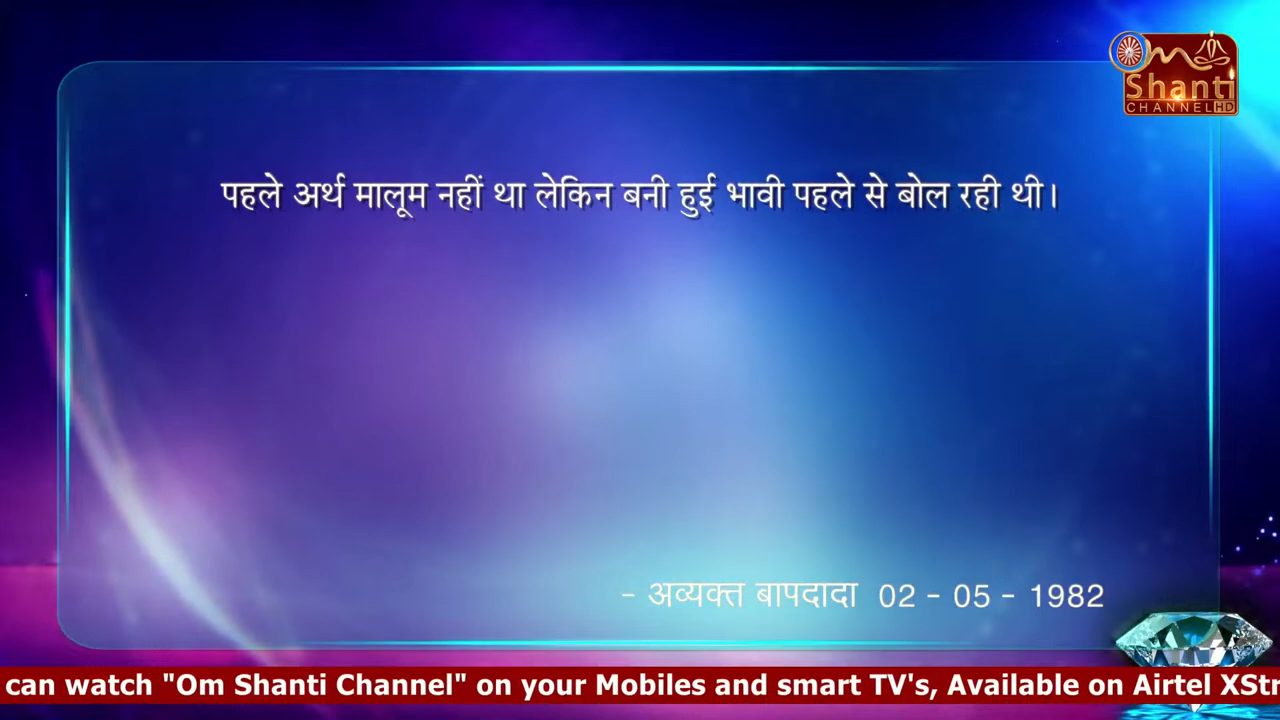 Om
Shanti
CHANNEL HD
पहले अर्थ मालूम नहीं था लेकिन बनी हुई भावी पहले से बोल रही थी।
- अव्यक्त बापदादा 02 - 05 - 1982
can watch "Om Shanti Channel" on your Mobiles and smart TV's, Available on Airtel XStr